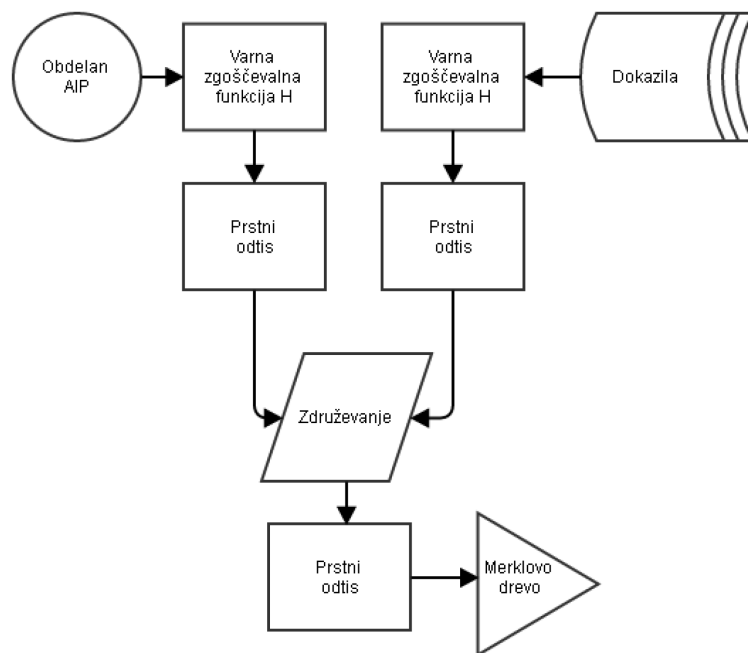 Obdelan
AIP
Varna
zgoščevalna
funkcija H
Varna
zgoščevalna
funkcija H
Dokazila
Prstni
odtis
Prstni
odtis
Združevanje
Prstni
odtis
Merklovo
drevo